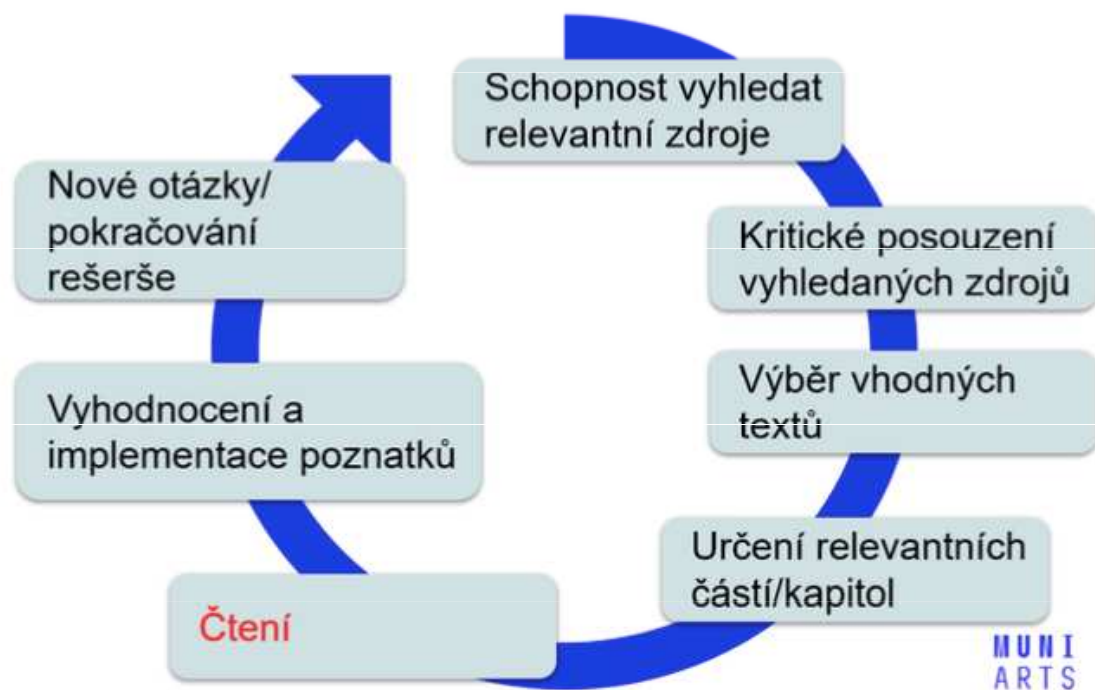 Schopnost vyhledat
relevantní zdroje
Kritické posouzení
vyhledaných zdrojů
Výběr vhodných
textů
Určení relevantních
částí/kapitol
Čtení
Vyhodnocení a
implementace poznatků
Nové otázky/
pokračování
rešerše
MUNI
ARTS